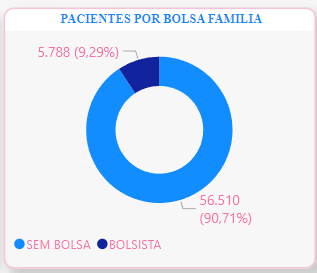 PACIENTES POR BOLSA FAMILIA
5.788 (9,29%)
56.510
(90,71%)
SEM BOLSA BOLSISTA